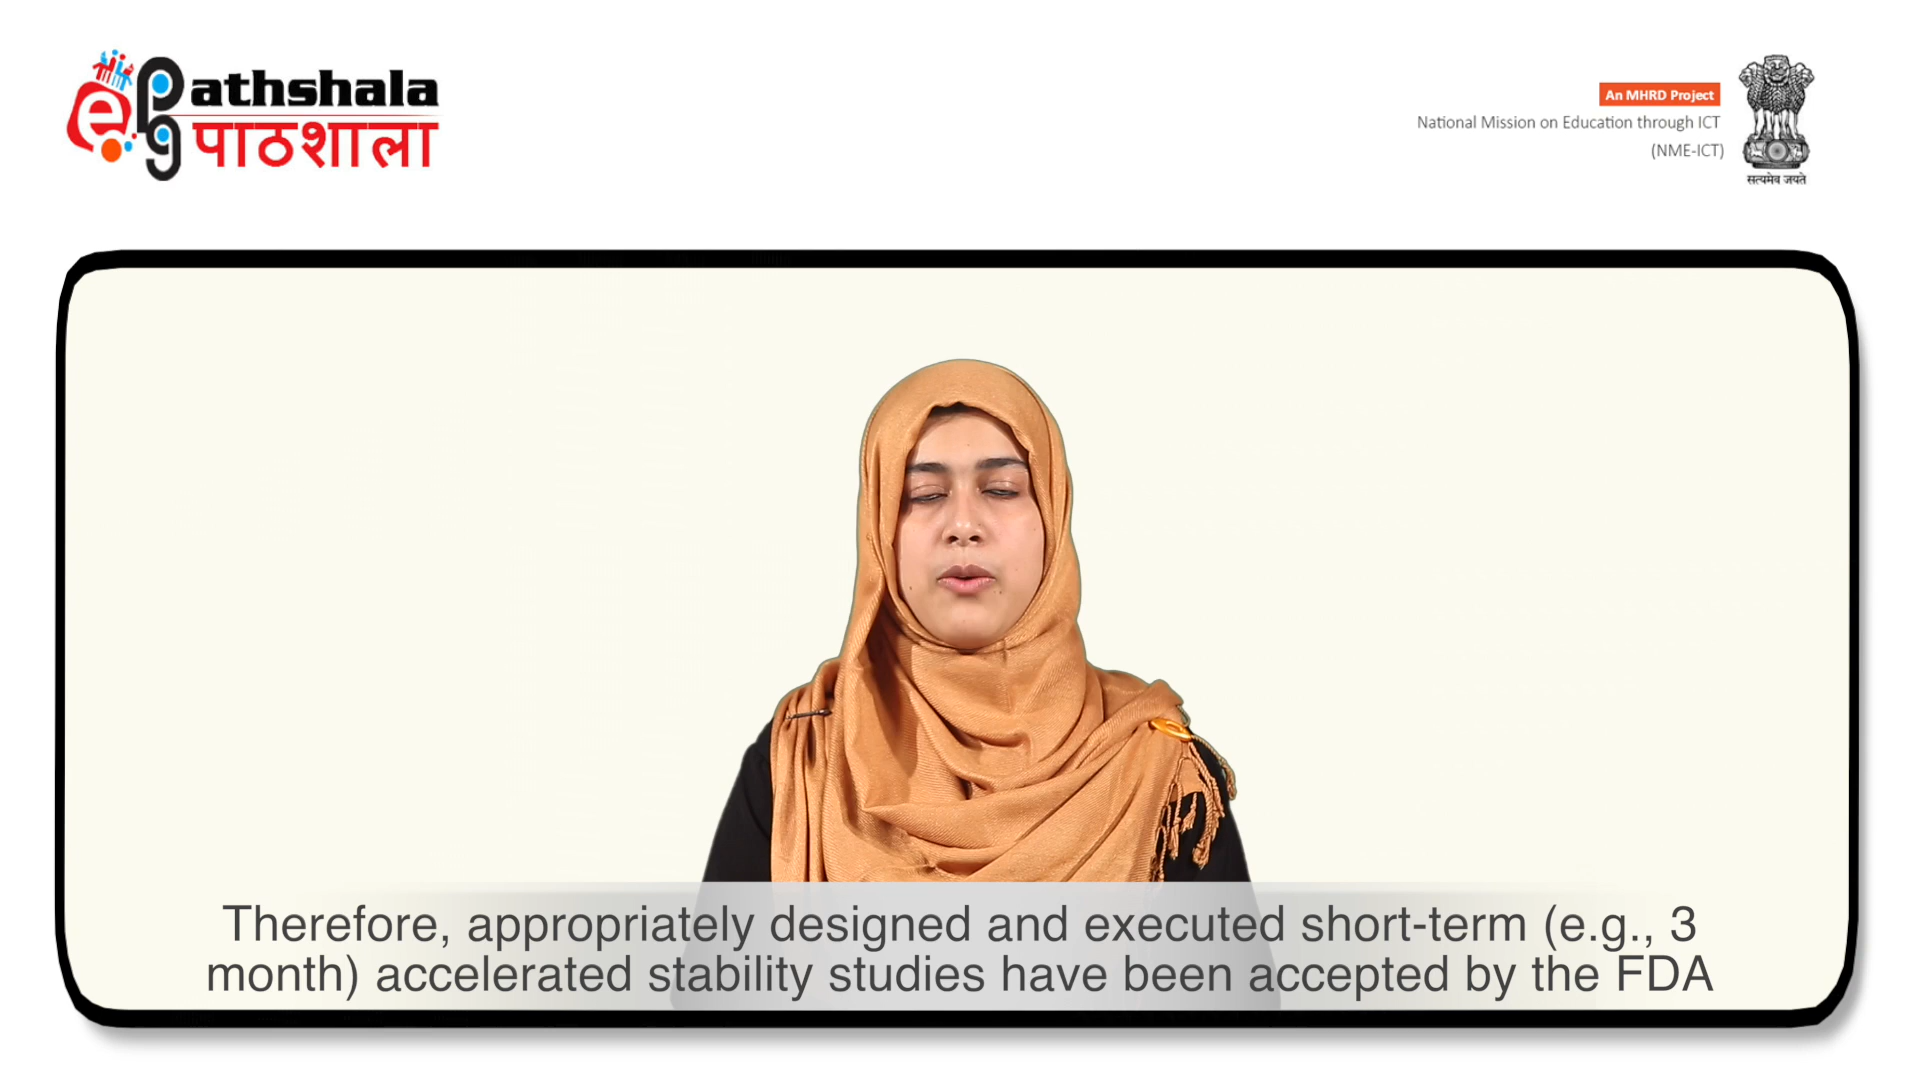 ePg Pathshala
पाठशाला
An MHRD Project
National Mission on Education through ICT
(NME-ICT)
सत्यमेव जयते
Therefore, appropriately designed and executed short-term (e.g., 3
month) accelerated stability studies have been accepted by the FDA